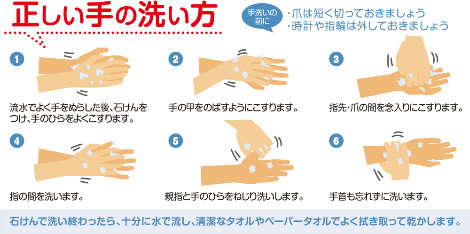 正しい手の洗い方
手洗いの
前に
・爪は短く切っておきましょう
・時計や指輪は外しておきましょう
1
流水でよく手をぬらした後、石けんを
つけ、手のひらをよくこすります。
2
手の甲をのばすようにこすります。
3
指先・爪の間を念入りにこすります。
4
指の間を洗います。
5
親指と手のひらをねじり洗いします。
6
手首も忘れずに洗います。
石けんで洗い終わったら、十分に水で流し、清潔なタオルやペーパータオルでよく拭き取って乾かします。